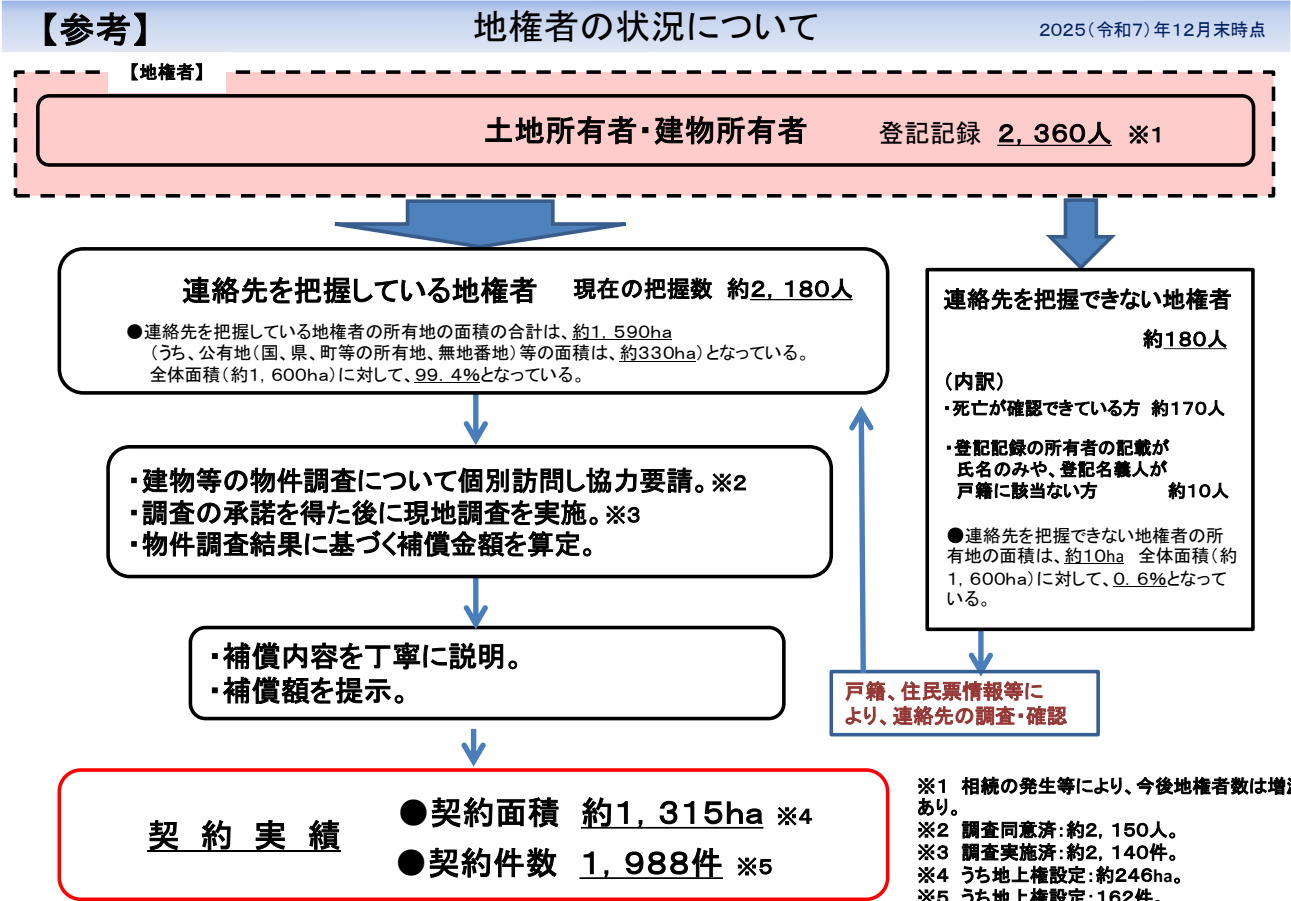 【参考】 地権者の状況について 2025(令和7)年12月末時点
【地権者】
土地所有者・建物所有者 登記記録 2,360人 ※1
連絡先を把握している地権者 現在の把握数 約2,180人
●連絡先を把握している地権者の所有地の面積の合計は、約1,590ha
(うち、公有地(国、県、町等の所有地、無地番地)等の面積は、約330ha)となっている。
全体面積(約1,600ha)に対して、99.4%となっている。
・建物等の物件調査について個別訪問し協力要請。※2
・調査の承諾を得た後に現地調査を実施。※3
・物件調査結果に基づく補償金額を算定。
・補償内容を丁寧に説明。
・補償額を提示。
契約実績
●契約面積 約1,315ha ※4
●契約件数 1,988件 ※5
連絡先を把握できない地権者
約180人
(内訳)
・死亡が確認できている方 約170人
・登記記録の所有者の記載が
氏名のみや、登記名義人が
戸籍に該当ない方 約10人
●連絡先を把握できない地権者の所
有地の面積は、約10ha 全体面積(約
1,600ha)に対して、0.6%となって
いる。
戸籍、住民票情報等に
より、連絡先の調査・確認
※1 相続の発生等により、今後地権者数は増
あり。
※2 調査同意済:約2,150人。
※3 調査実施済:約2,140件。
※4 うち地上権設定:約246ha。
※5 うち地上権設定:162件。